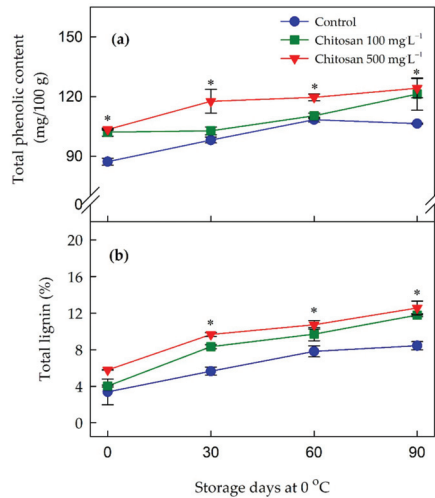 150
(a)
Control
Chitosan 100 mg L⁻¹
Chitosan 500 mg L⁻¹
Total phenolic content
(mg/100 g)
120
90
0
* * * *
20
(b)
16
Total lignin (%)
12
8
4
0
* * *
0 30 60 90
Storage days at 0 °C